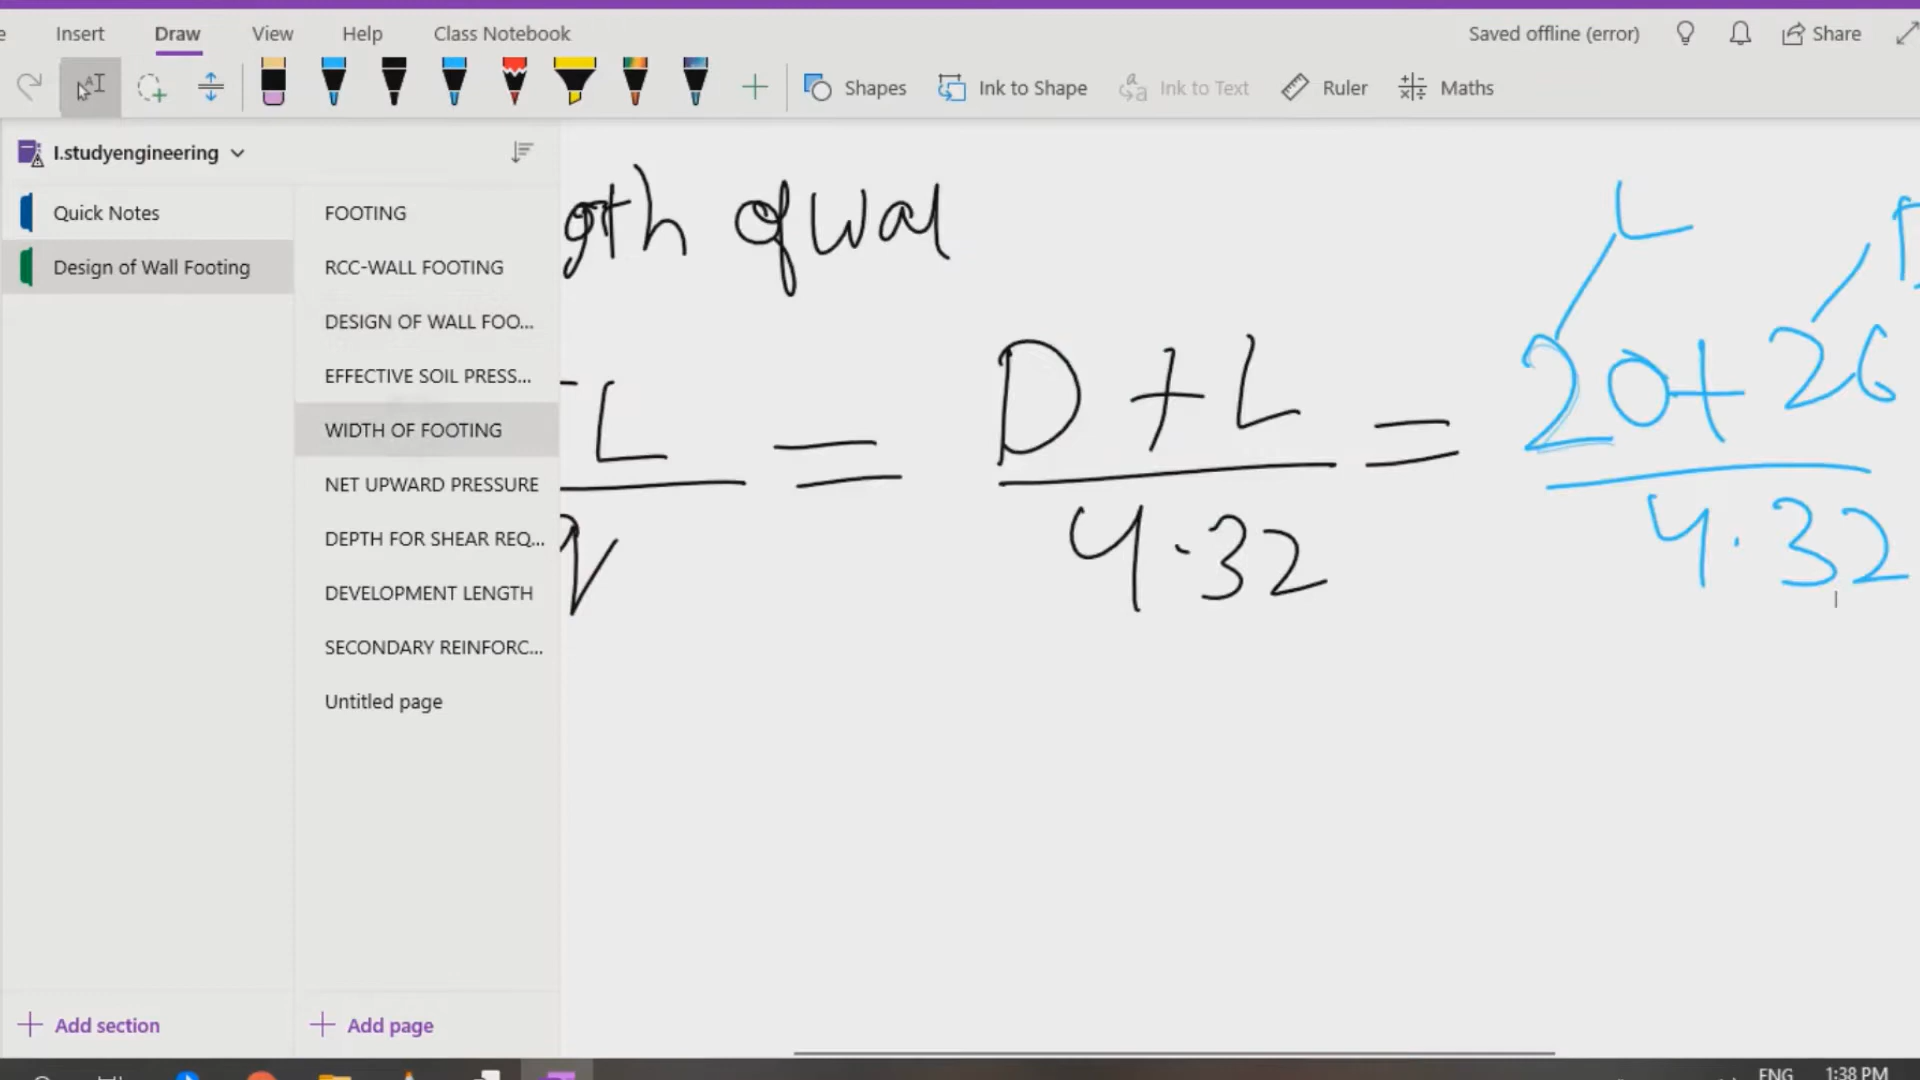 Insert Draw View Help Class Notebook Saved offline (error) Share
Shapes Ink to Shape Ink to Text Ruler Maths
I.studyengineering
Quick Notes
Design of Wall Footing
FOOTING
RCC-WALL FOOTING
DESIGN OF WALL FOO...
EFFECTIVE SOIL PRESS...
WIDTH OF FOOTING
NET UPWARD PRESSURE
DEPTH FOR SHEAR REQ...
DEVELOPMENT LENGTH
SECONDARY REINFORC...
Untitled page
Add section
Add page
gth of wal
L
L = D + L = 20 + 26
4.32 4.32
ENG 1:38 PM